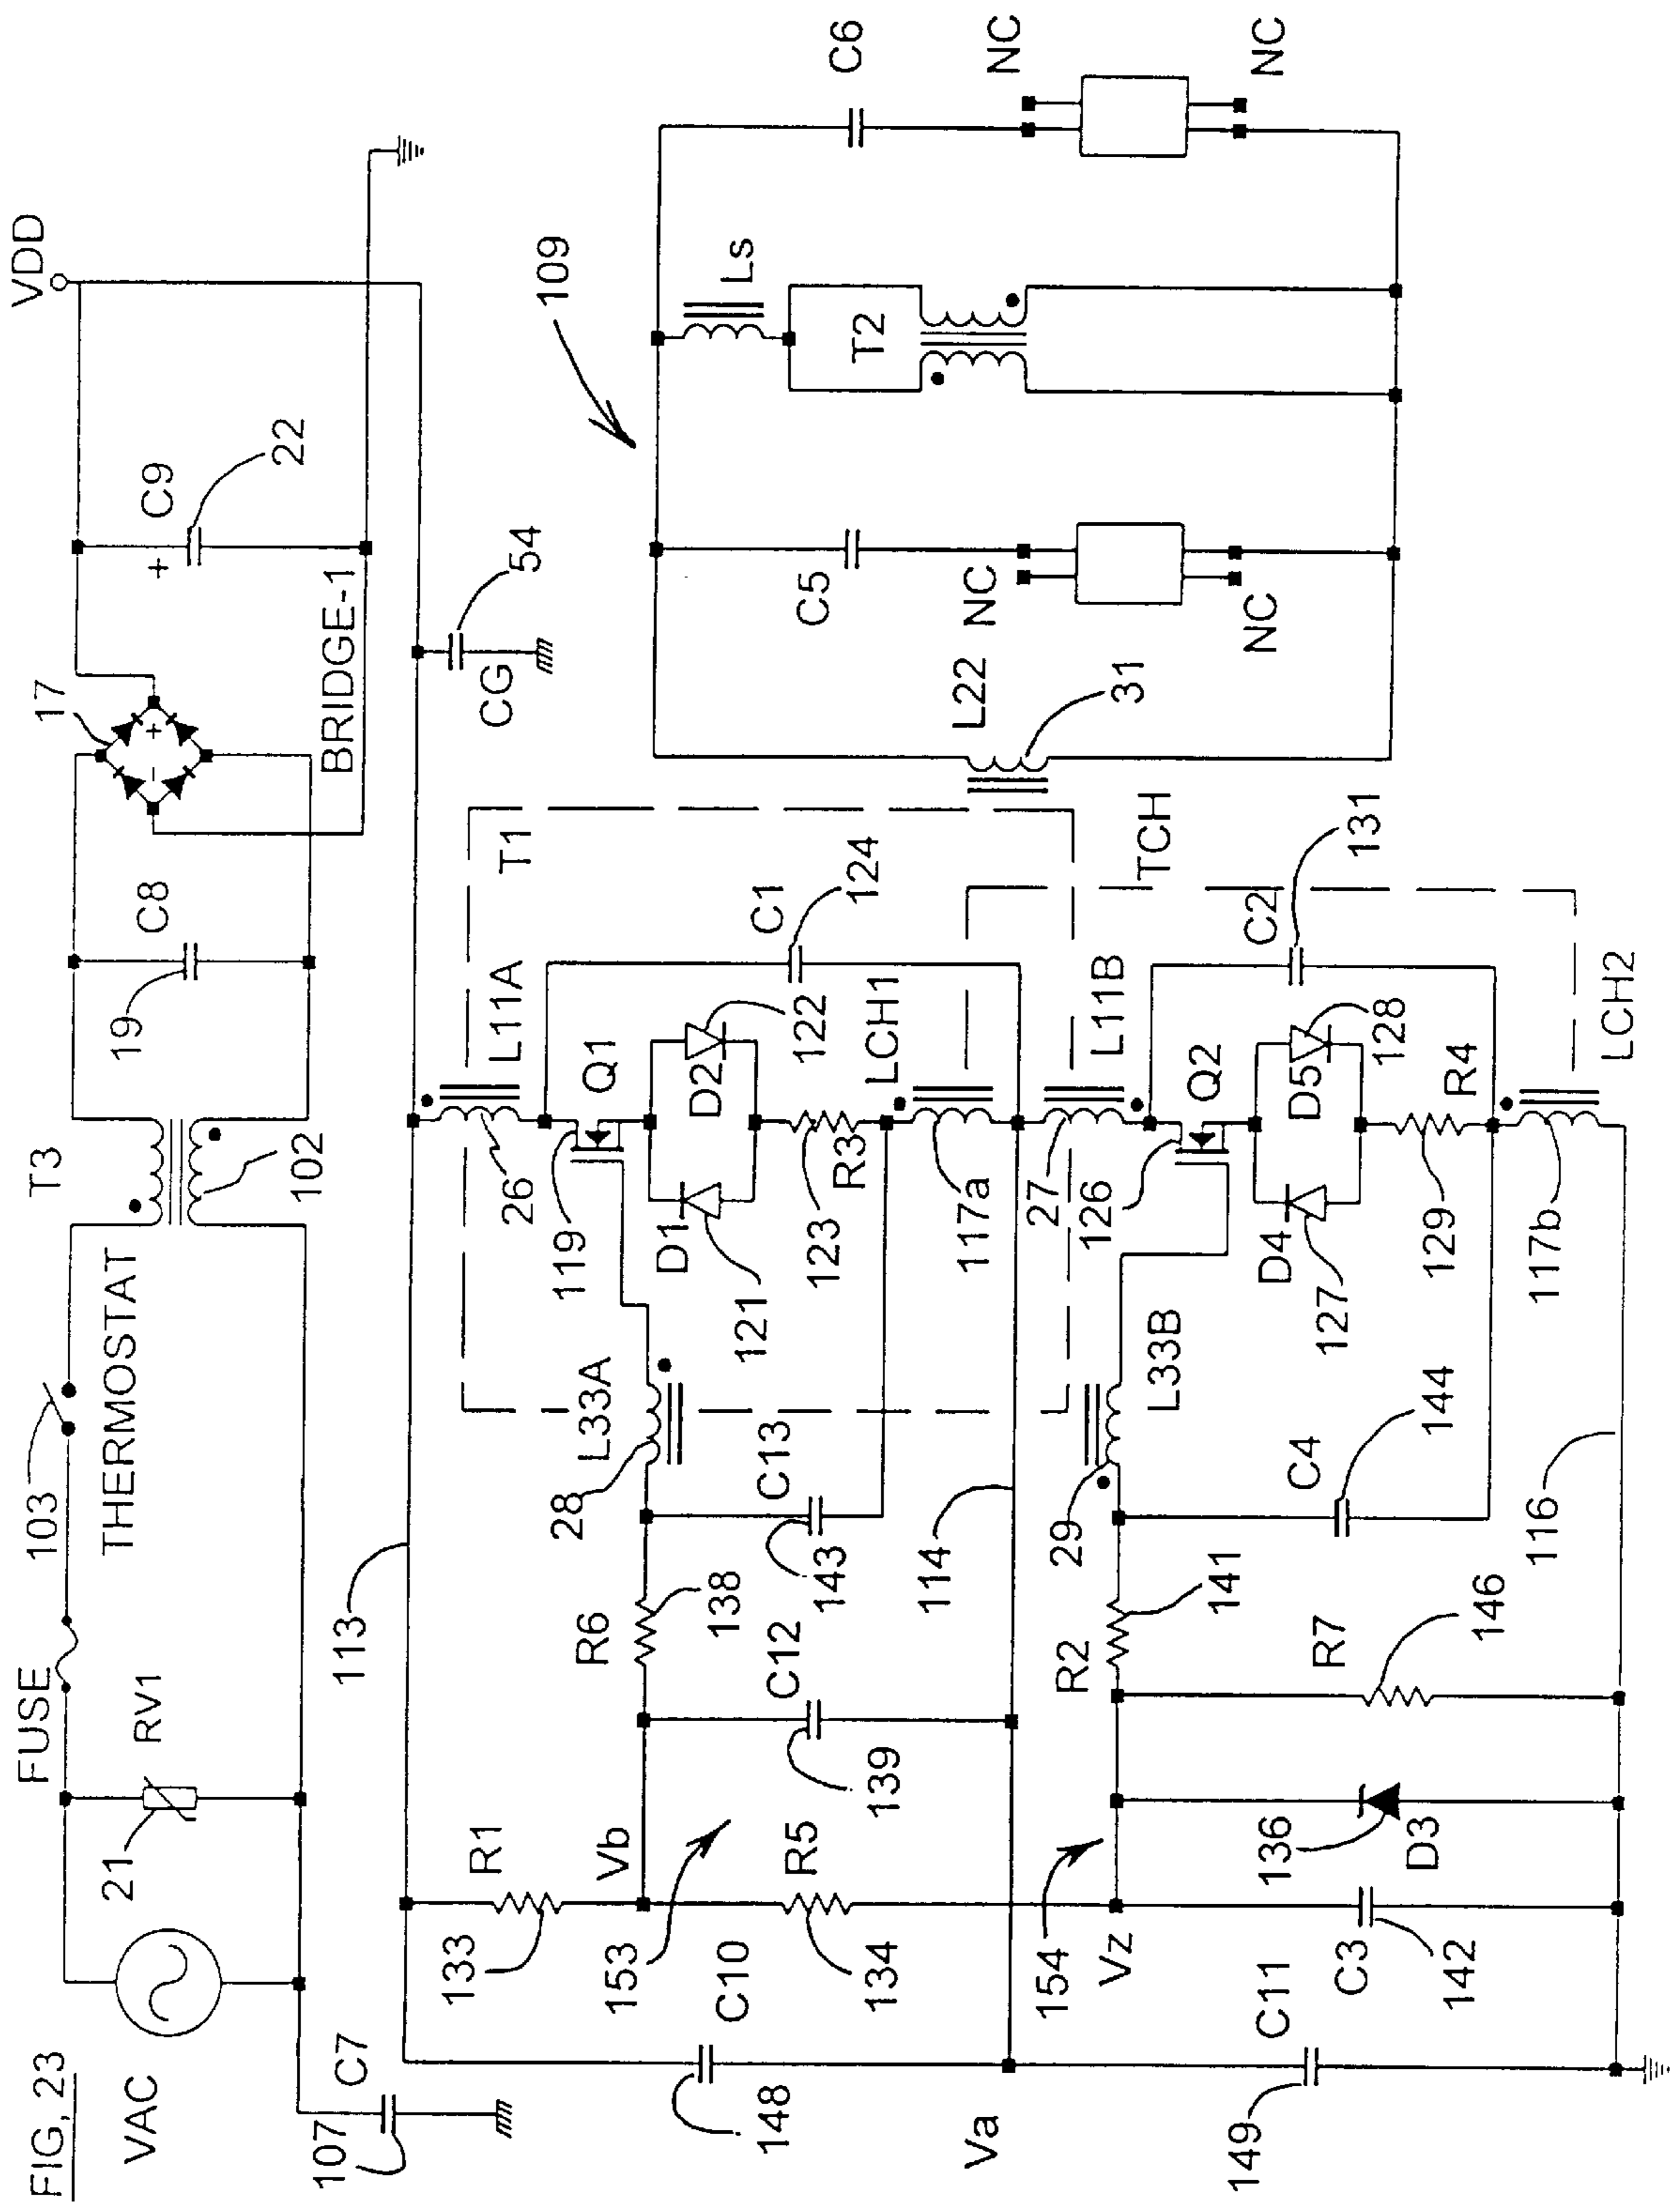 FIG, 23
VAC
C7
107
21
RV1
FUSE
103
THERMOSTAT
T3
102
19
C8
17
+
−
BRIDGE-1
+
C9
22
VDD
CG
54
113
133
R1
Vb
153
C10
148
R5
134
Va
154
Vz
C11
149
C3
142
D3
136
R7
146
R2
141
R6
138
C12
139
C13
143
L33A
28
114
116
29
L33B
C4
144
26
L11A
T1
119
Q1
D1
121
D2
122
R3
123
C1
124
LCH1
117a
TCH
27
L11B
126
Q2
D4
127
D5
128
R4
129
C2
131
117b
LCH2
109
L22
31
C5
NC
NC
T2
Ls
C6
NC
NC